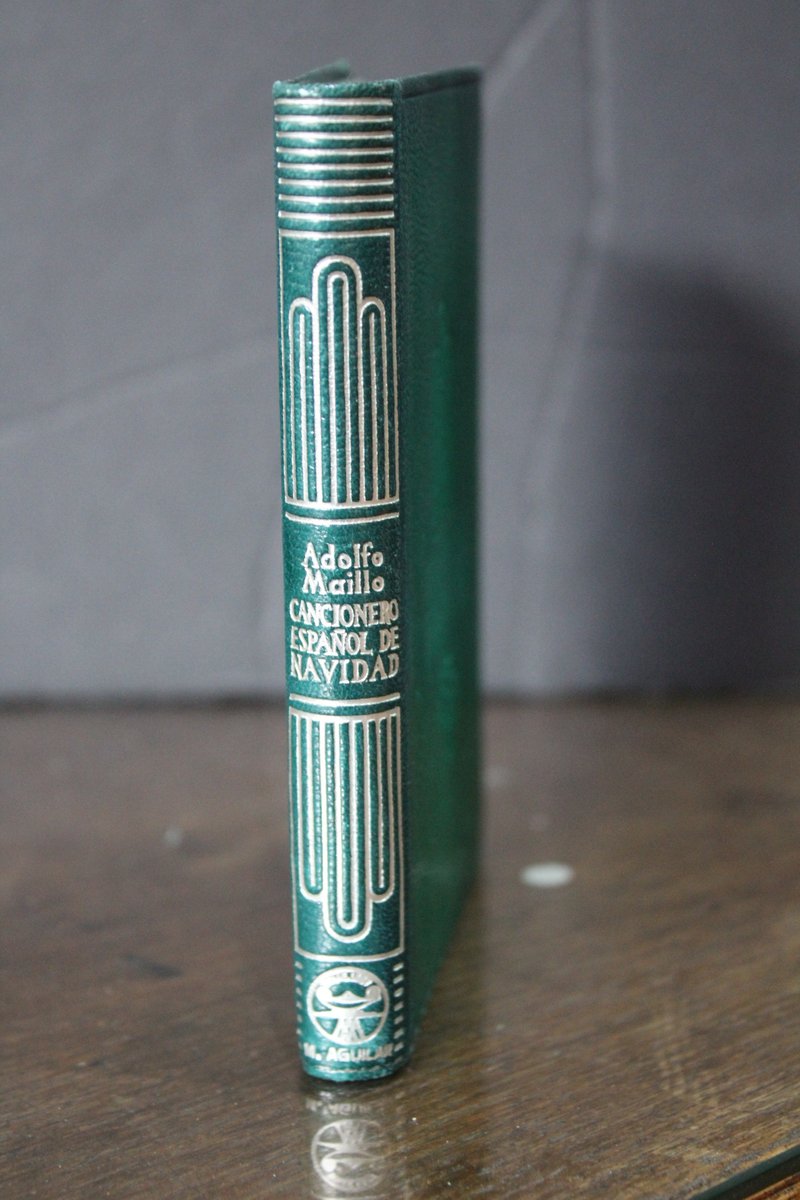 Adolfo
Maillo
CANCIONERO
ESPAÑOL DE
NAVIDAD
M. AGUILAR